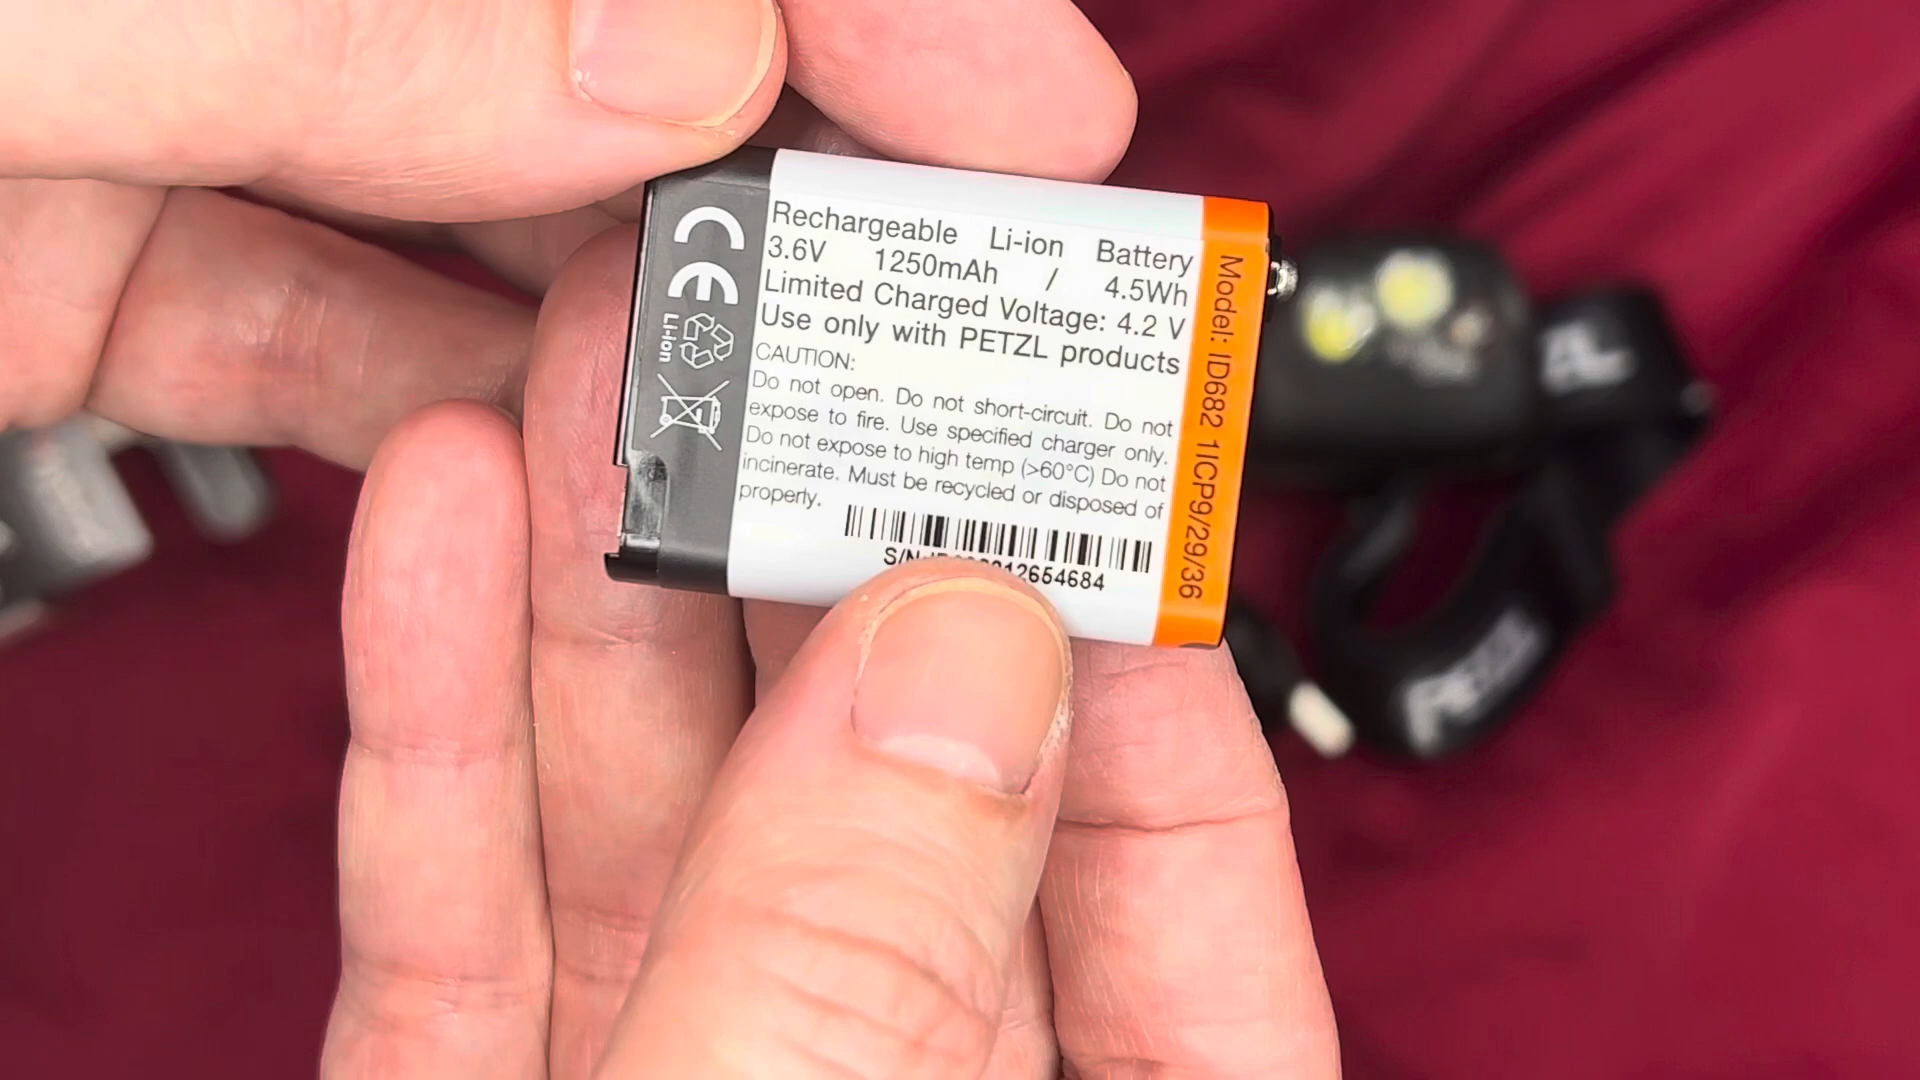 Rechargeable Li-ion Battery
3.6V 1250mAh / 4.5Wh
Limited Charged Voltage: 4.2 V
Use only with PETZL products
CAUTION:
Do not open. Do not short-circuit. Do not
expose to fire. Use specified charger only.
Do not expose to high temp (>60°C) Do not
incinerate. Must be recycled or disposed of
properly.
S/N
12654684
Model: ID682 1ICP9/29/36
CE
CE
Li-ion